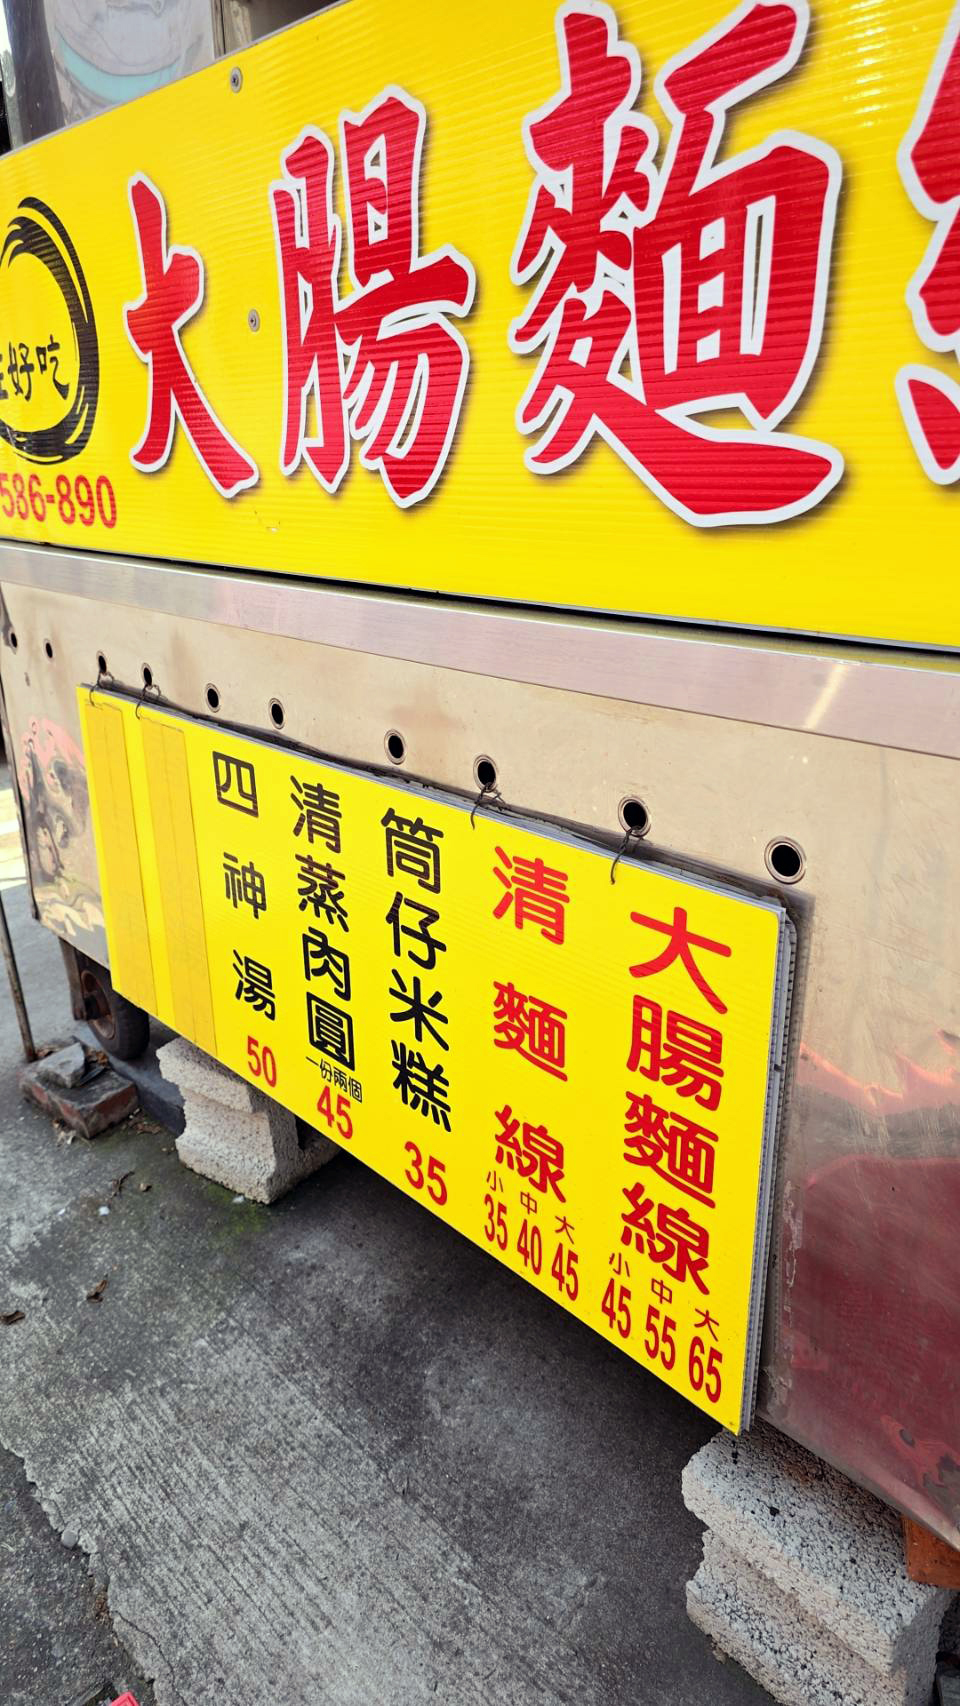 大腸麵
好吃
586-890
大腸麵線
小 中 大
45 55 65
清麵線
小 中 大
35 40 45
筒仔米糕
35
清蒸肉圓
一份兩個
45
四神湯
50